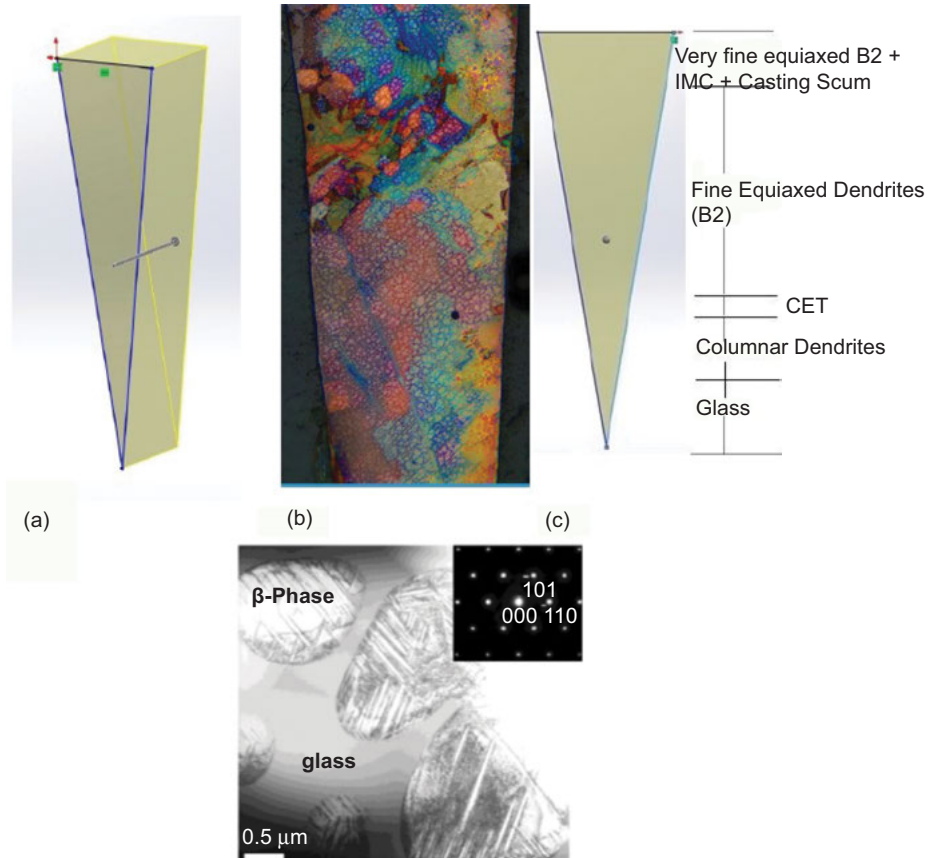 Very fine equiaxed B2 +
IMC + Casting Scum
Fine Equiaxed Dendrites
(B2)
CET
Columnar Dendrites
Glass
(a)
(b)
(c)
β-Phase
101
000 110
glass
0.5 μm